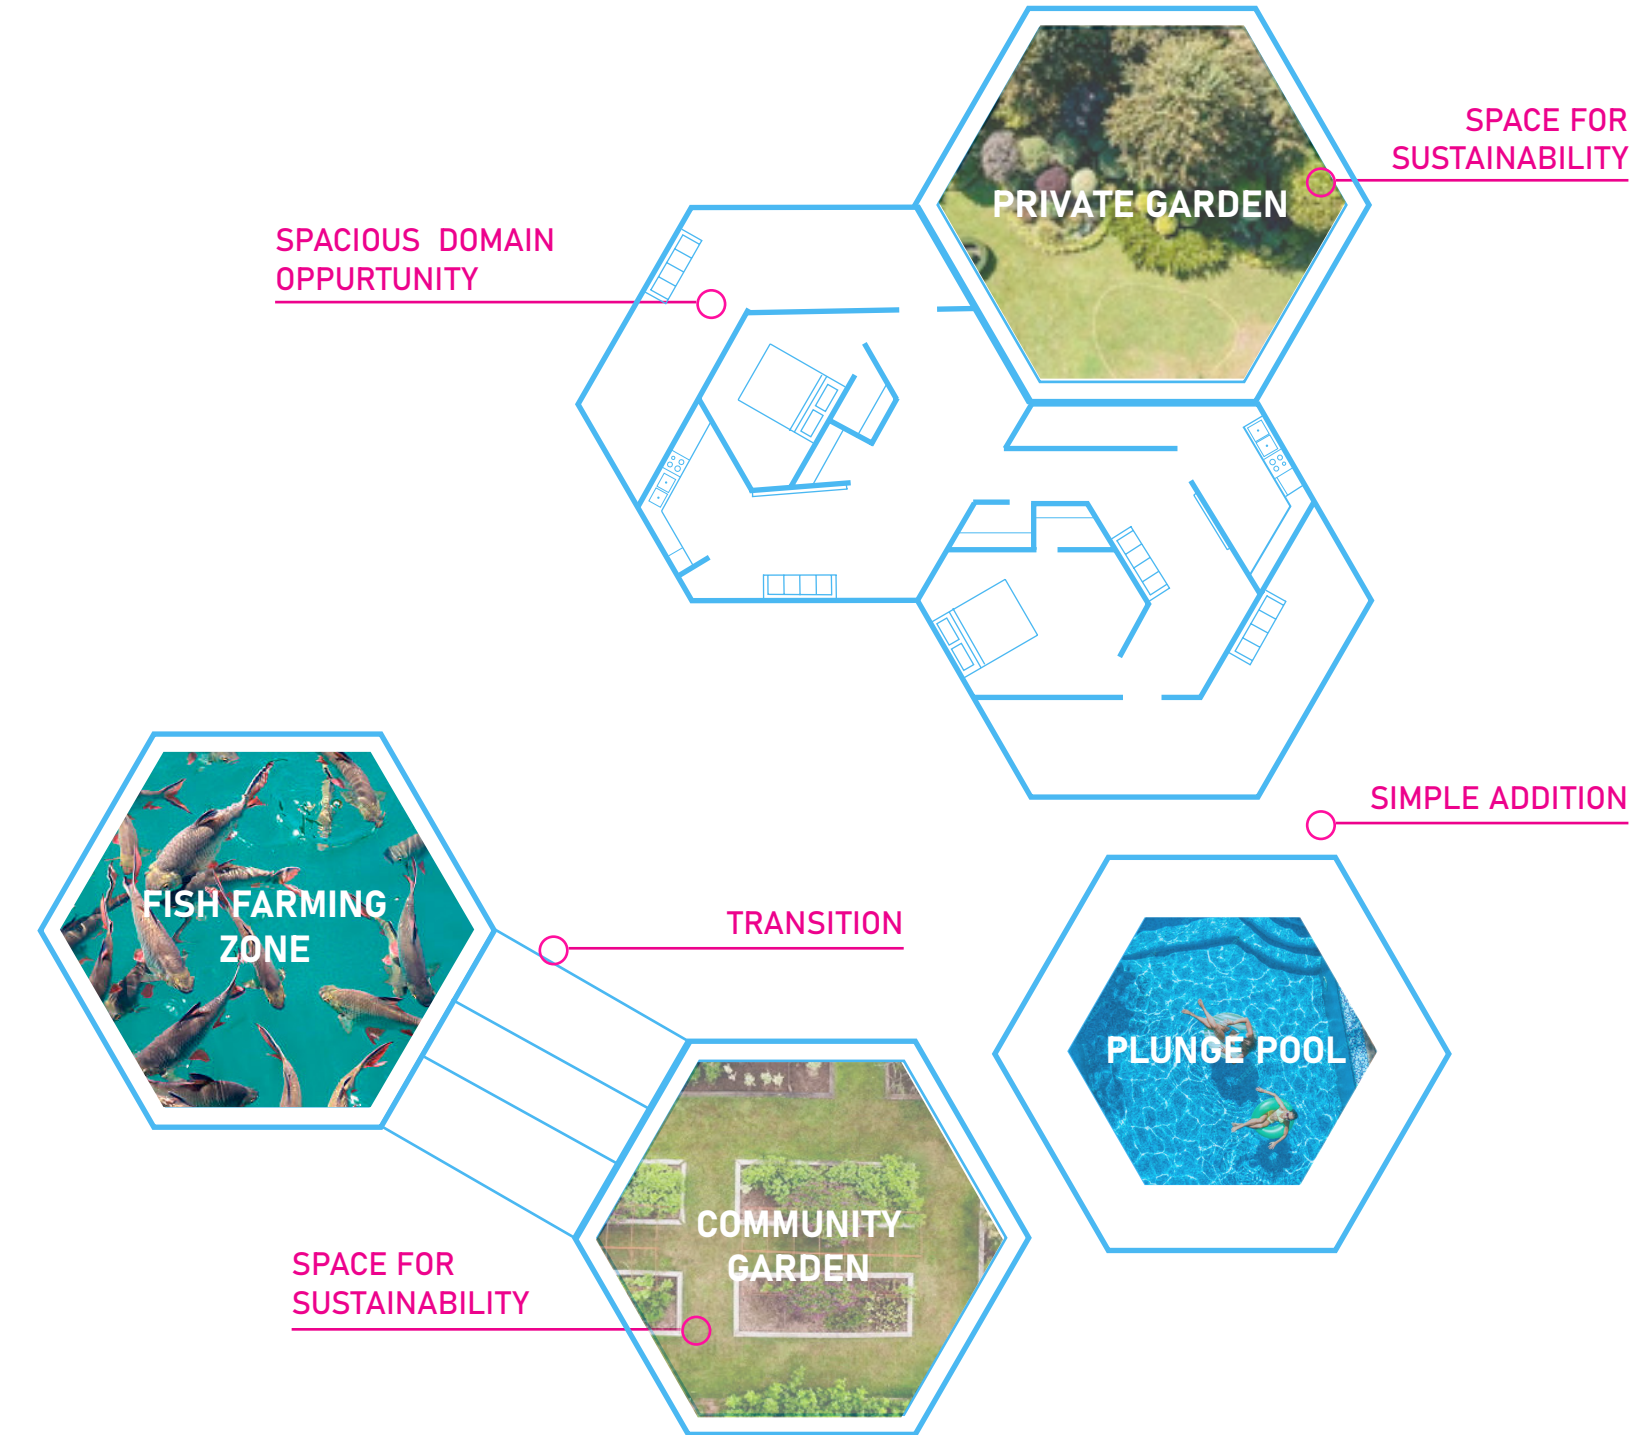 SPACE FOR
SUSTAINABILITY
PRIVATE GARDEN
SPACIOUS DOMAIN
OPPURTUNITY
SIMPLE ADDITION
FISH FARMING
ZONE
TRANSITION
PLUNGE POOL
COMMUNITY
GARDEN
SPACE FOR
SUSTAINABILITY